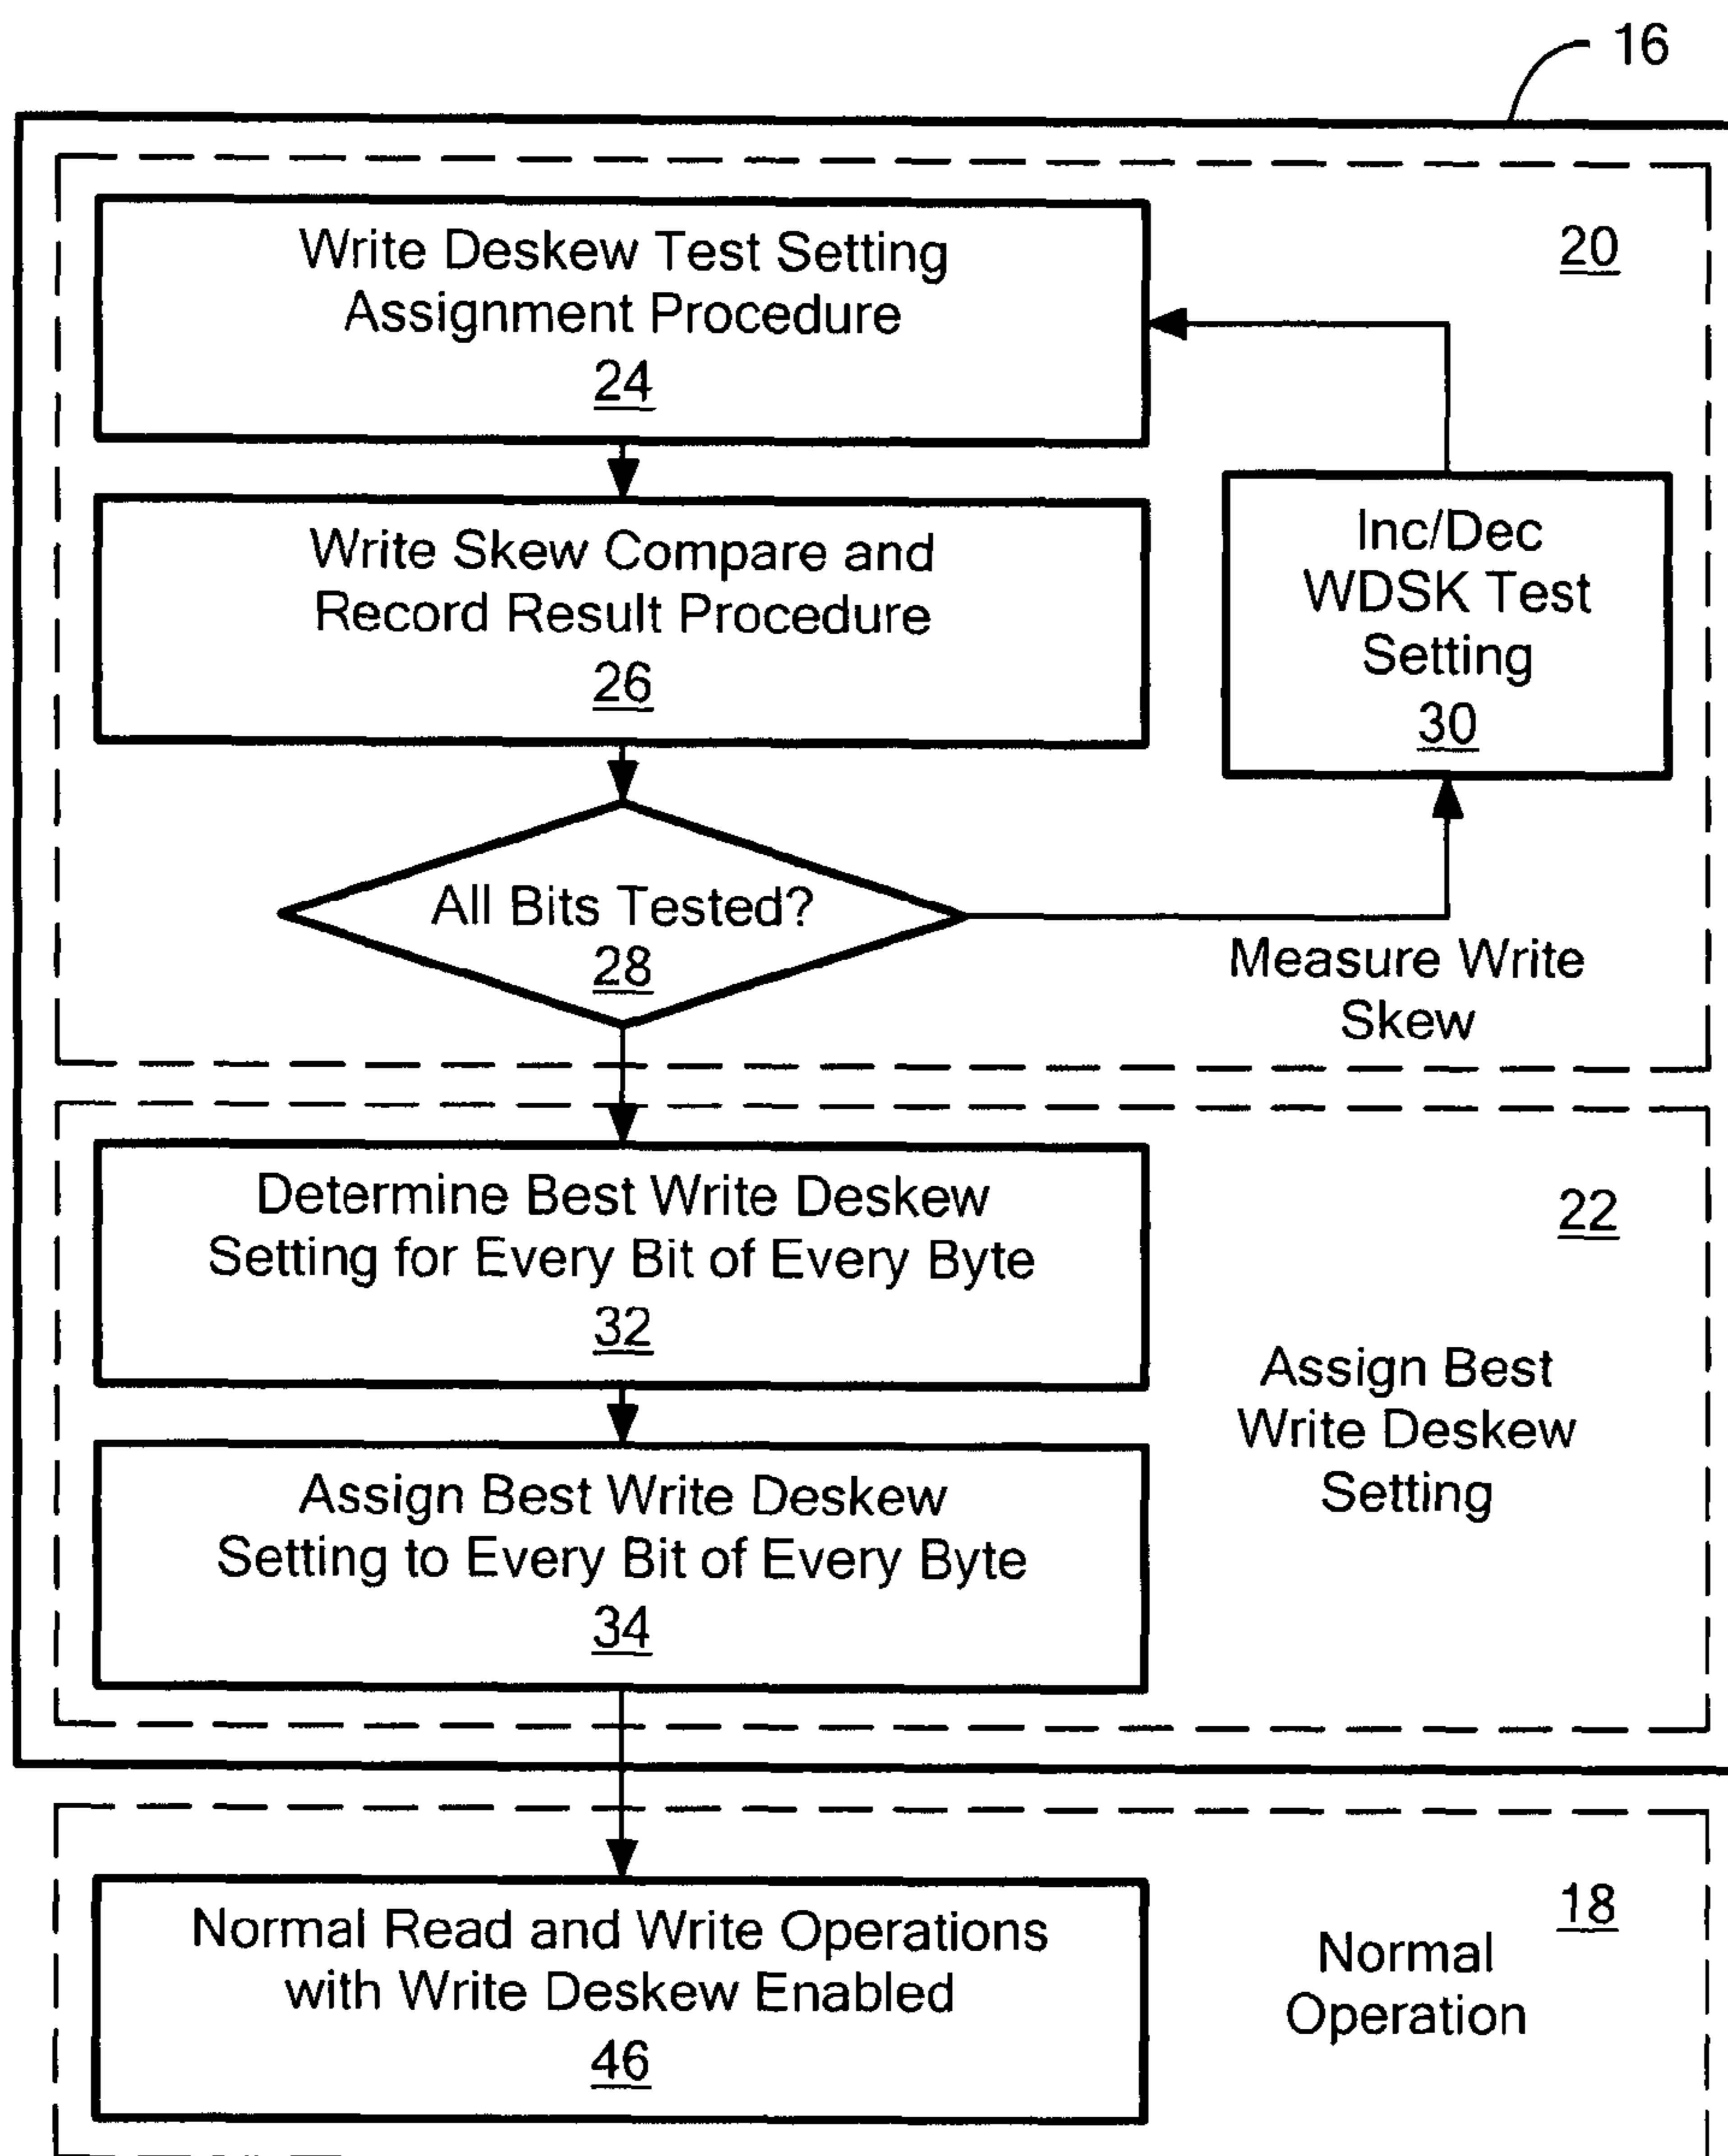 16
20
Write Deskew Test Setting
Assignment Procedure
24
Write Skew Compare and
Record Result Procedure
26
Inc/Dec
WDSK Test
Setting
30
All Bits Tested?
28
Measure Write
Skew
22
Determine Best Write Deskew
Setting for Every Bit of Every Byte
32
Assign Best
Write Deskew
Setting
Assign Best Write Deskew
Setting to Every Bit of Every Byte
34
18
Normal Read and Write Operations
with Write Deskew Enabled
46
Normal
Operation